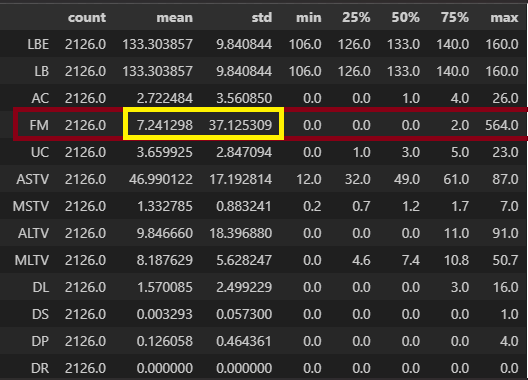 count mean std min 25% 50% 75% max
LBE 2126.0 133.303857 9.840844 106.0 126.0 133.0 140.0 160.0
LB 2126.0 133.303857 9.840844 106.0 126.0 133.0 140.0 160.0
AC 2126.0 2.722484 3.560850 0.0 0.0 1.0 4.0 26.0
FM 2126.0 7.241298 37.125309 0.0 0.0 0.0 2.0 564.0
UC 2126.0 3.659925 2.847094 0.0 1.0 3.0 5.0 23.0
ASTV 2126.0 46.990122 17.192814 12.0 32.0 49.0 61.0 87.0
MSTV 2126.0 1.332785 0.883241 0.2 0.7 1.2 1.7 7.0
ALTV 2126.0 9.846660 18.396880 0.0 0.0 0.0 11.0 91.0
MLTV 2126.0 8.187629 5.628247 0.0 4.6 7.4 10.8 50.7
DL 2126.0 1.570085 2.499229 0.0 0.0 0.0 3.0 16.0
DS 2126.0 0.003293 0.057300 0.0 0.0 0.0 0.0 1.0
DP 2126.0 0.126058 0.464361 0.0 0.0 0.0 0.0 4.0
DR 2126.0 0.000000 0.000000 0.0 0.0 0.0 0.0 0.0